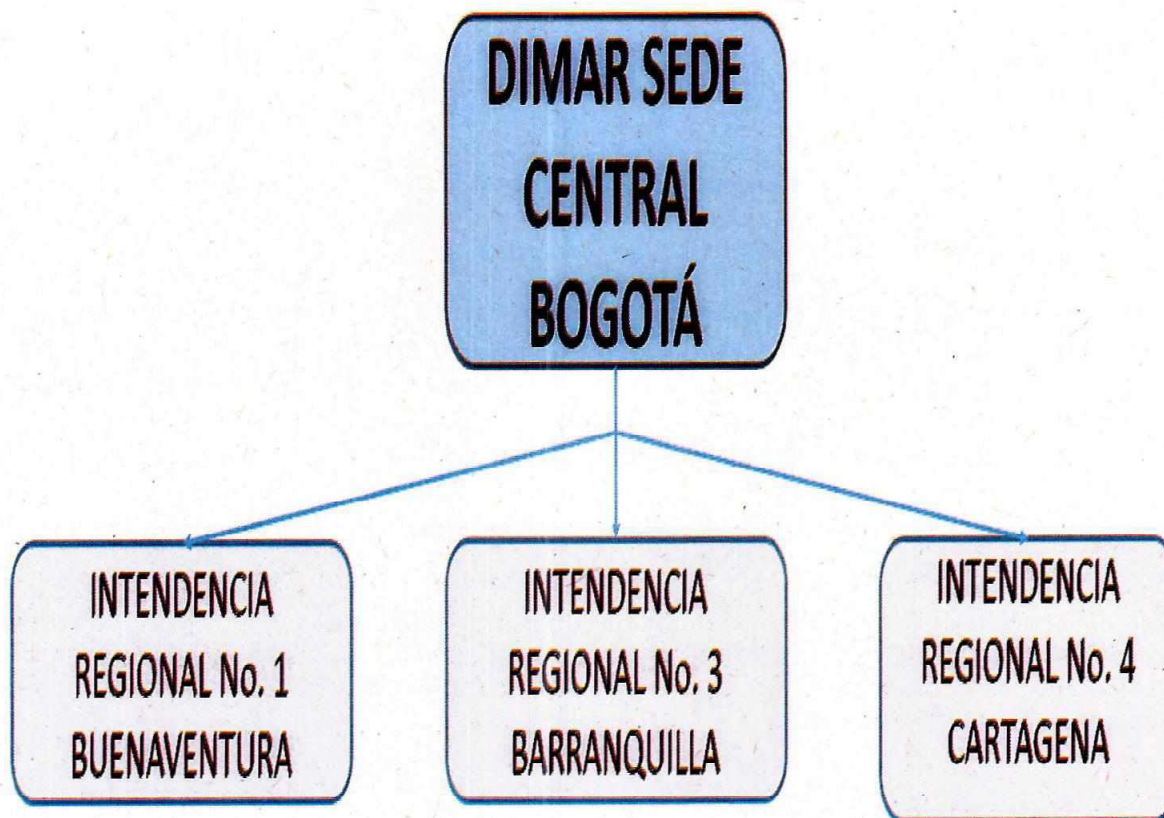 DIMAR SEDE
CENTRAL
BOGOTÁ
INTENDENCIA
REGIONAL No. 1
BUENAVENTURA
INTENDENCIA
REGIONAL No. 3
BARRANQUILLA
INTENDENCIA
REGIONAL No. 4
CARTAGENA